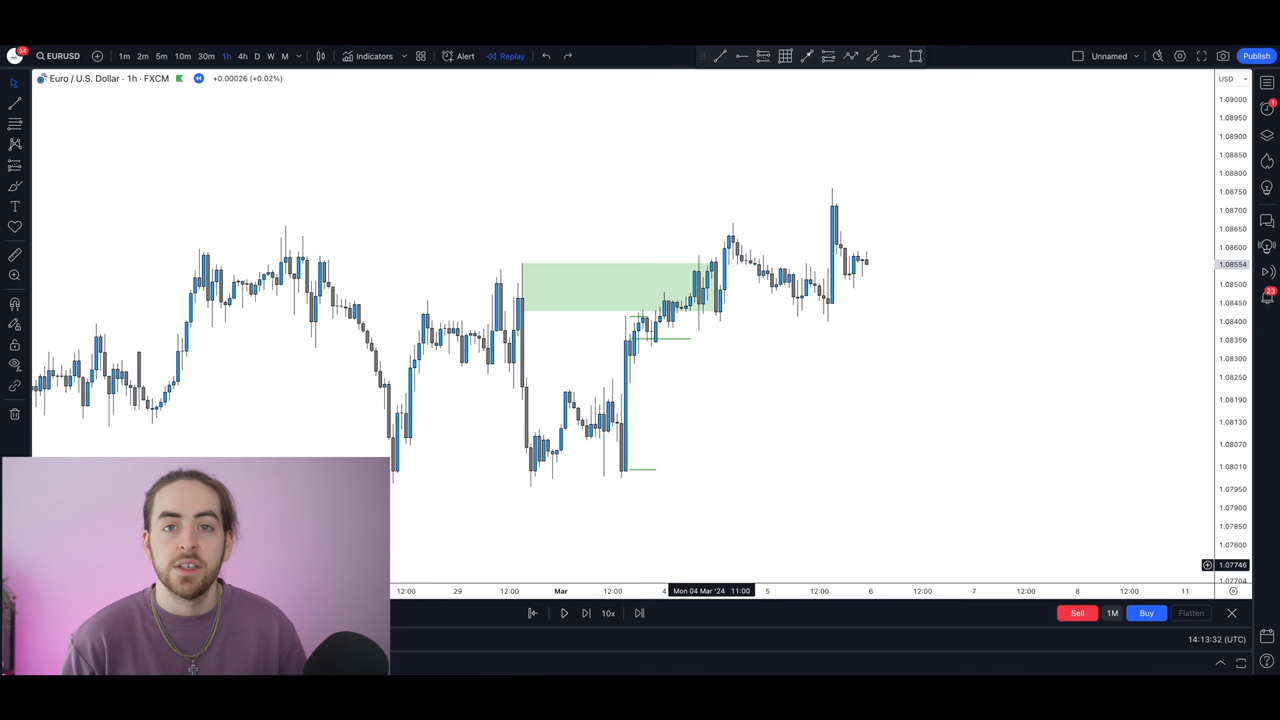 34
EURUSD
1m 2m 5m 10m 30m 1h 4h D W M
Indicators
Alert
Replay
Unnamed
Publish
Euro / U.S. Dollar · 1h · FXCM
+0.00026 (+0.02%)
USD
1.09000
1.08950
1.08900
1.08850
1.08800
1.08750
1.08700
1.08650
1.08600
1.08554
1.08500
1.08450
1.08400
1.08350
1.08300
1.08250
1.08190
1.08130
1.08070
1.08010
1.07950
1.07900
1.07850
1.07800
1.07746
1.07704
1
23
12:00 29 12:00 Mar 12:00 4 Mon 04 Mar '24 11:00 5 12:00 6 12:00 7 12:00 8 12:00 11
10x
Sell 1M Buy Flatten
14:13:32 (UTC)